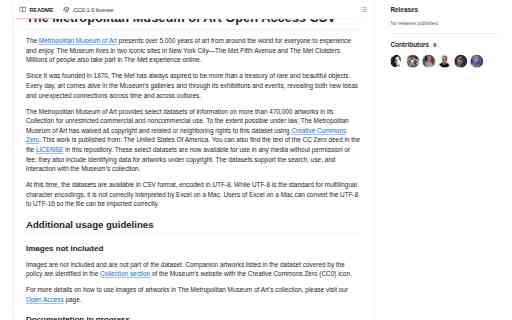 README
CC0-1.0 license
The Metropolitan Museum of Art Open Access CSV
The Metropolitan Museum of Art presents over 5,000 years of art from around the world for everyone to experience
and enjoy. The Museum lives in two iconic sites in New York City—The Met Fifth Avenue and The Met Cloisters.
Millions of people also take part in The Met experience online.
Since it was founded in 1870, The Met has always aspired to be more than a treasury of rare and beautiful objects.
Every day, art comes alive in the Museum's galleries and through its exhibitions and events, revealing both new ideas
and unexpected connections across time and across cultures.
The Metropolitan Museum of Art provides select datasets of information on more than 470,000 artworks in its
Collection for unrestricted commercial and noncommercial use. To the extent possible under law, The Metropolitan
Museum of Art has waived all copyright and related or neighboring rights to this dataset using Creative Commons
Zero. This work is published from: The United States Of America. You can also find the text of the CC Zero deed in the
file LICENSE in this repository. These select datasets are now available for use in any media without permission or
fee; they also include identifying data for artworks under copyright. The datasets support the search, use, and
interaction with the Museum's collection.
At this time, the datasets are available in CSV format, encoded in UTF-8. While UTF-8 is the standard for multilingual
character encodings, it is not correctly interpreted by Excel on a Mac. Users of Excel on a Mac can convert the UTF-8
to UTF-16 so the file can be imported correctly.
Additional usage guidelines
Images not included
Images are not included and are not part of the dataset. Companion artworks listed in the dataset covered by the
policy are identified in the Collection section of the Museum's website with the Creative Commons Zero (CC0) icon.
For more details on how to use images of artworks in The Metropolitan Museum of Art's collection, please visit our
Open Access page.
Documentation in progress
Releases
No releases published
Contributors 6